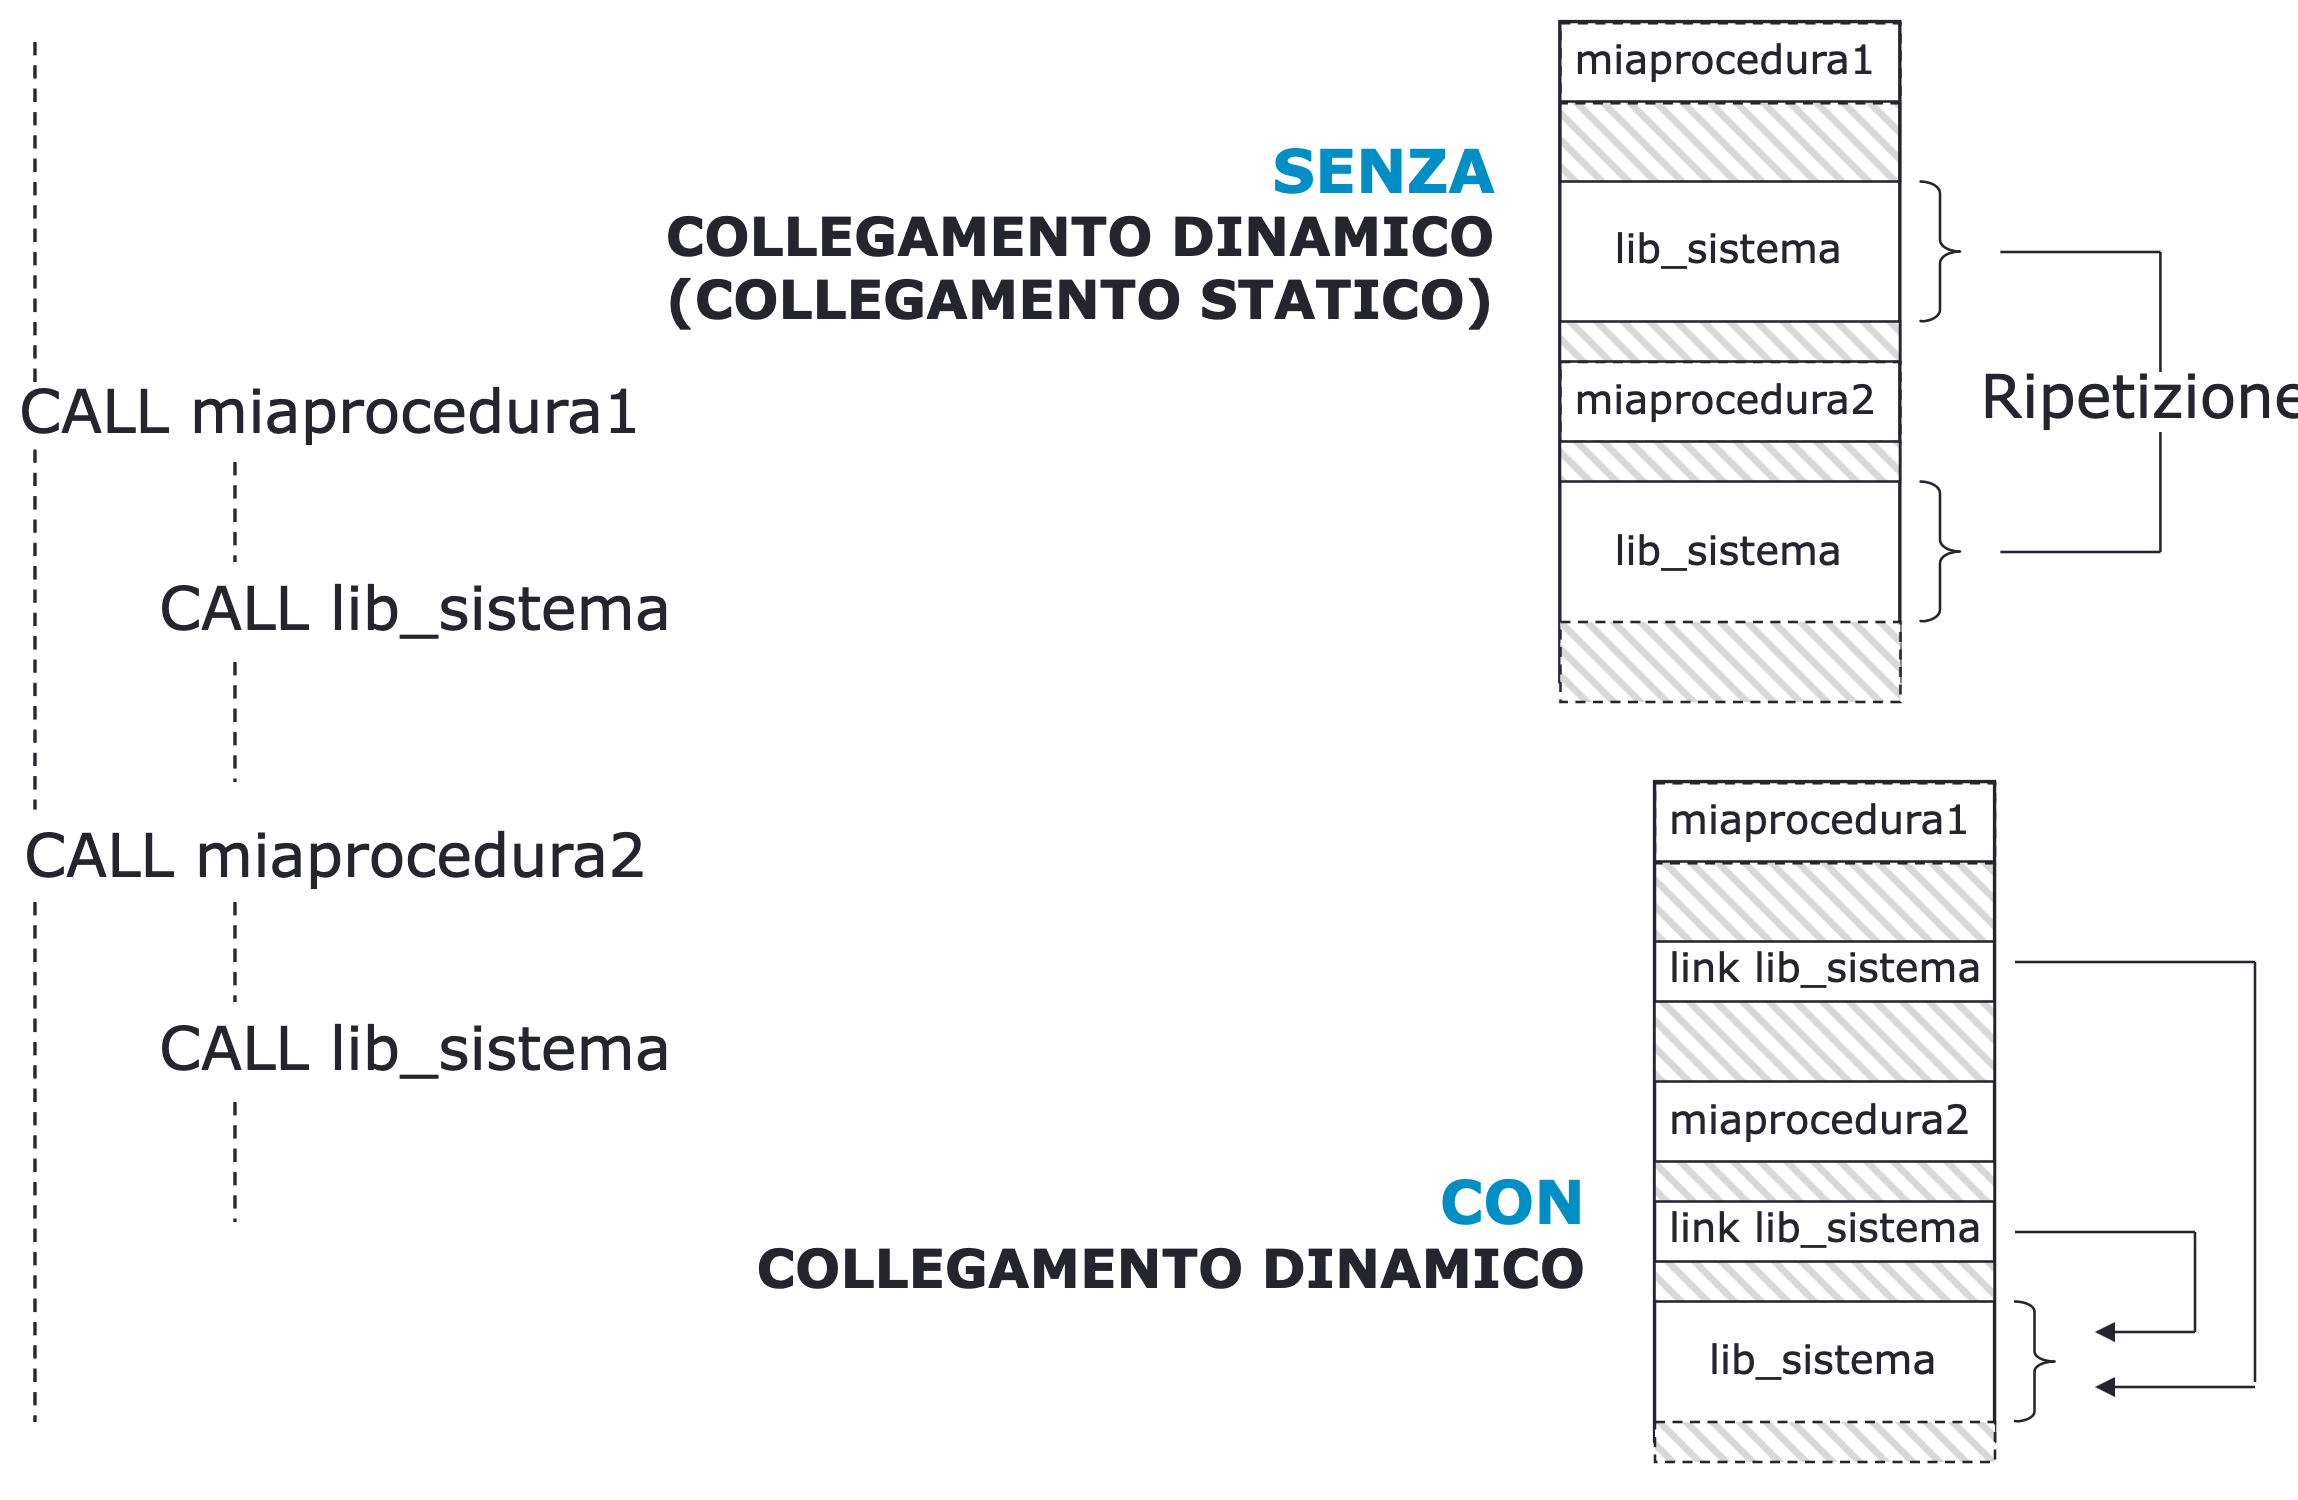 CALL miaprocedura1
CALL lib_sistema
CALL miaprocedura2
CALL lib_sistema
SENZA
COLLEGAMENTO DINAMICO
(COLLEGAMENTO STATICO)
miaprocedura1
lib_sistema
miaprocedura2
lib_sistema
Ripetizione
CON
COLLEGAMENTO DINAMICO
miaprocedura1
link lib_sistema
miaprocedura2
link lib_sistema
lib_sistema